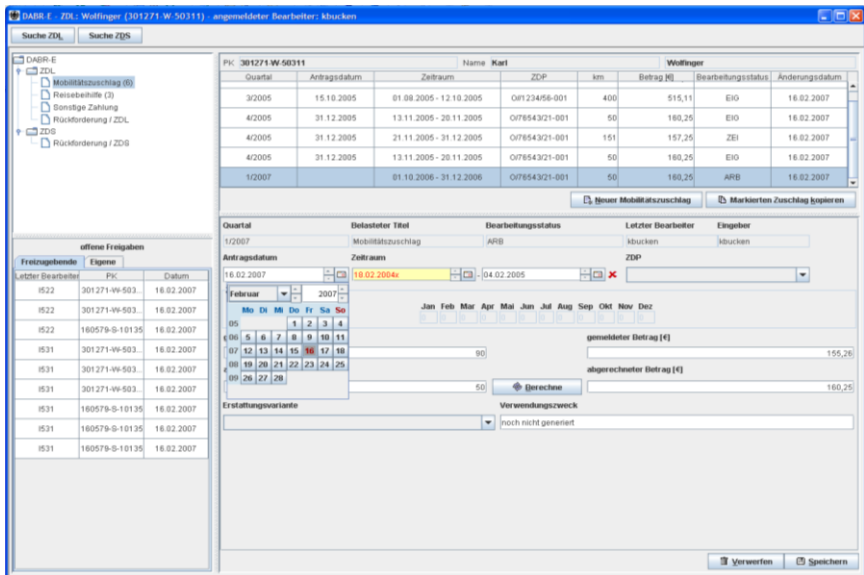 DABR-E - ZDL: Wolfinger (301271-W-50311) - angemeldeter Bearbeiter: kbucken
Suche ZDL Suche ZDS
DABR-E
ZDL
Mobilitätszuschlag (6)
Reisebeihilfe (3)
Sonstige Zahlung
Rückforderung / ZDL
ZDS
Rückforderung / ZDS
PK 301271-W-50311 Name Karl Wolfinger
Quartal Antragsdatum Zeitraum ZDP km Betrag [€] Bearbeitungsstatus Änderungsdatum
3/2005 15.10.2005 01.08.2005 - 12.10.2005 O/I1234/56-001 400 515,11 EIG 16.02.2007
4/2005 31.12.2005 13.11.2005 - 20.11.2005 O/76543/21-001 50 160,25 EIG 16.02.2007
4/2005 31.12.2005 21.11.2005 - 31.12.2005 O/76543/21-001 151 157,25 ZEI 16.02.2007
4/2005 31.12.2005 13.11.2005 - 20.11.2005 O/76543/21-001 50 160,25 EIG 16.02.2007
1/2007 01.10.2006 - 31.12.2006 O/76543/21-001 50 160,25 ARB 16.02.2007
Neuer Mobilitätszuschlag Markierten Zuschlag kopieren
offene Freigaben
Freizugebende Eigene
Letzter Bearbeiter PK Datum
I522 301271-W-503... 16.02.2007
I522 301271-W-503... 16.02.2007
I522 160579-S-10135 16.02.2007
I531 301271-W-503... 16.02.2007
I531 301271-W-503... 16.02.2007
I531 301271-W-503... 16.02.2007
I531 160579-S-10135 16.02.2007
I531 160579-S-10135 16.02.2007
I531 160579-S-10135 16.02.2007
Quartal Belasteter Titel Bearbeitungsstatus Letzter Bearbeiter Eingeber
1/2007 Mobilitätszuschlag ARB kbucken kbucken
Antragsdatum Zeitraum ZDP
16.02.2007 10.02.2004x - 04.02.2005
Februar 2007
Mo Di Mi Do Fr Sa So
05 1 2 3 4
06 5 6 7 8 9 10 11
07 12 13 14 15 16 17 18
08 19 20 21 22 23 24 25
09 26 27 28
Jan Feb Mar Apr Mai Jun Jul Aug Sep Okt Nov Dez
gemeldeter Betrag [€]
90 155,26
abgerechneter Betrag [€]
50 Berechne 160,25
Erstattungsvariante Verwendungszweck
noch nicht generiert
Verwerfen Speichern